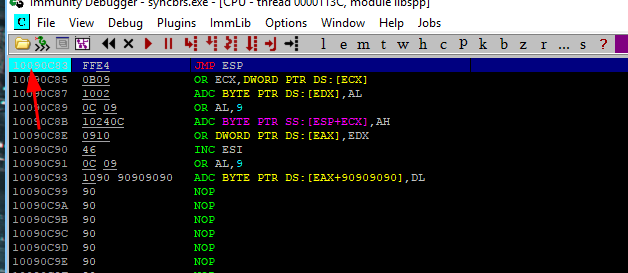 Immunity Debugger - syncbrs.exe - [CPU - thread 0000113C, module libspp]
C File View Debug Plugins ImmLib Options Window Help Jobs
l e m t w h c p k b z r ... s ?
10090C83 FFE4 JMP ESP
10090C85 0B09 OR ECX,DWORD PTR DS:[ECX]
10090C87 1002 ADC BYTE PTR DS:[EDX],AL
10090C89 0C 09 OR AL,9
10090C8B 10240C ADC BYTE PTR SS:[ESP+ECX],AH
10090C8E 0910 OR DWORD PTR DS:[EAX],EDX
10090C90 46 INC ESI
10090C91 0C 09 OR AL,9
10090C93 1090 90909090 ADC BYTE PTR DS:[EAX+90909090],DL
10090C99 90 NOP
10090C9A 90 NOP
10090C9B 90 NOP
10090C9C 90 NOP
10090C9D 90 NOP
10090C9E 90 NOP